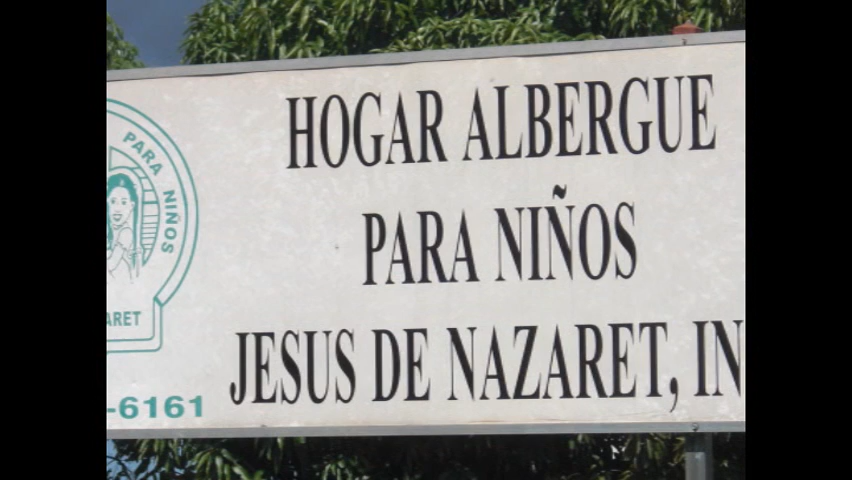 HOGAR ALBERGUE
PARA NIÑOS
JESUS DE NAZARET, IN
PARA NIÑOS
ARET
-6161